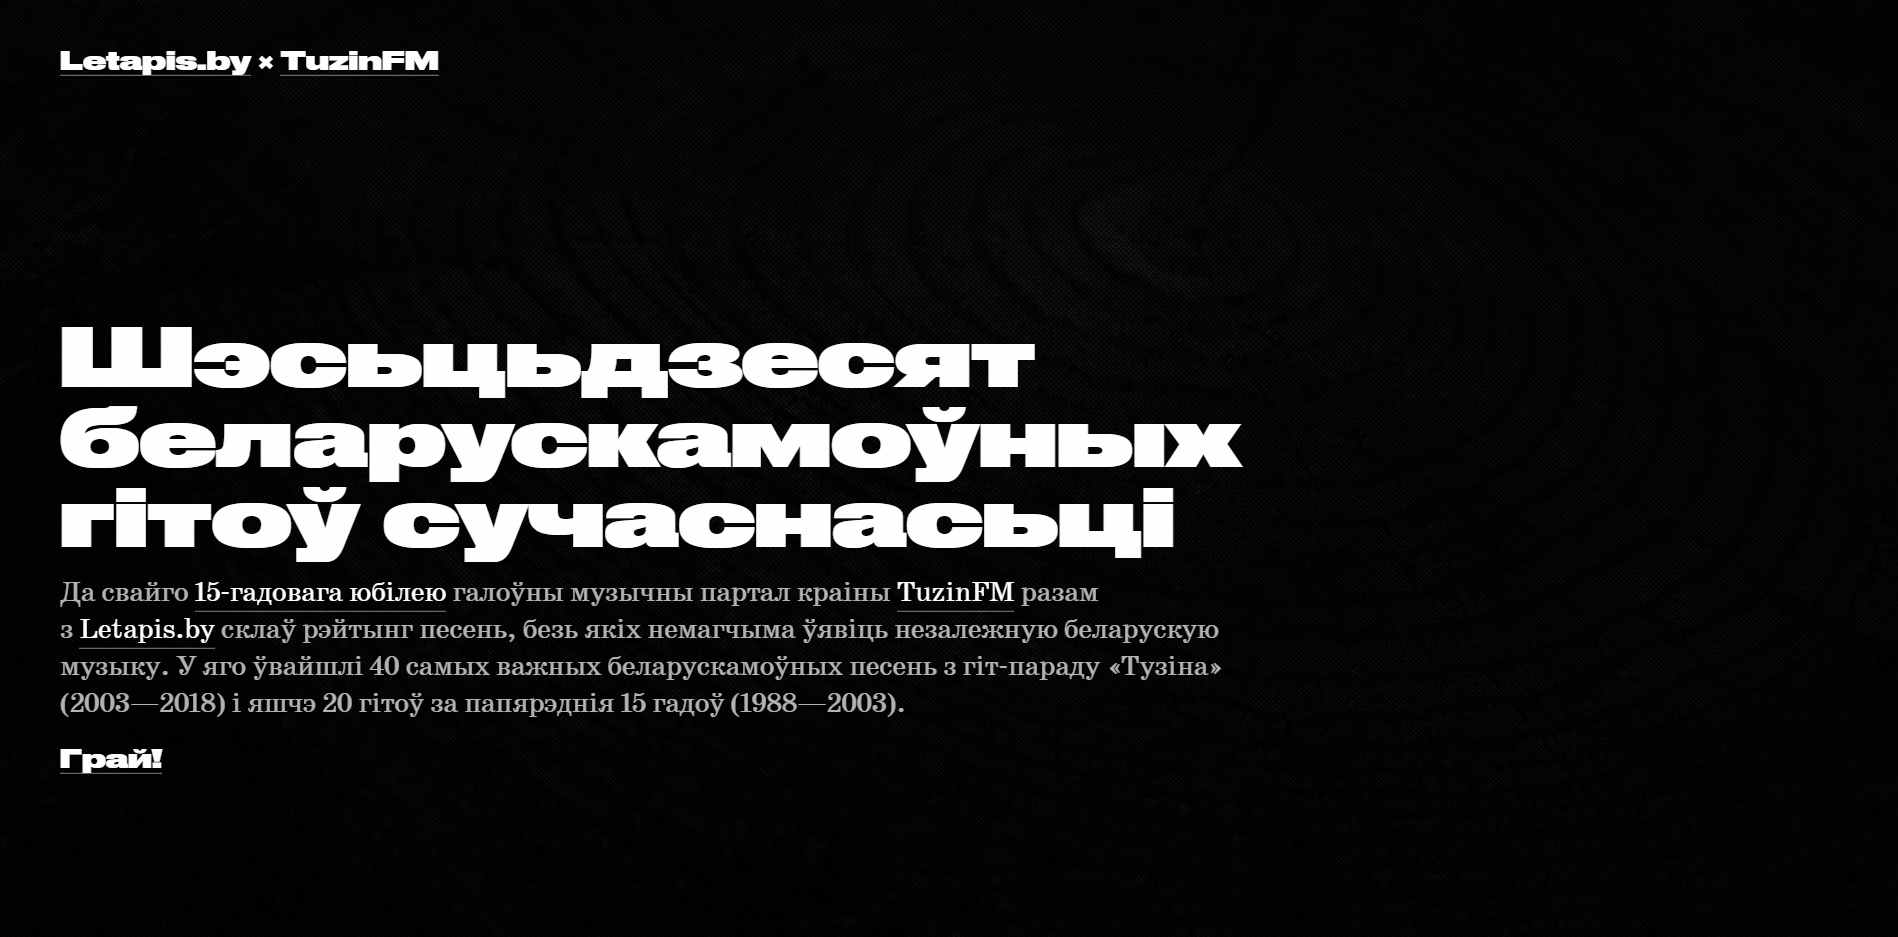 Letapis.by × TuzinFM
Шэсьцьдзесят
беларускамоўных
гітоў сучаснасьці
Да свайго 15-гадовага юбілею галоўны музычны партал краіны TuzinFM разам
з Letapis.by склаў рэйтынг песень, безь якіх немагчыма ўявіць незалежную беларускую
музыку. У яго ўвайшлі 40 самых важных беларускамоўных песень з гіт-параду «Тузіна»
(2003—2018) і яшчэ 20 гітоў за папярэднія 15 гадоў (1988—2003).
Грай!